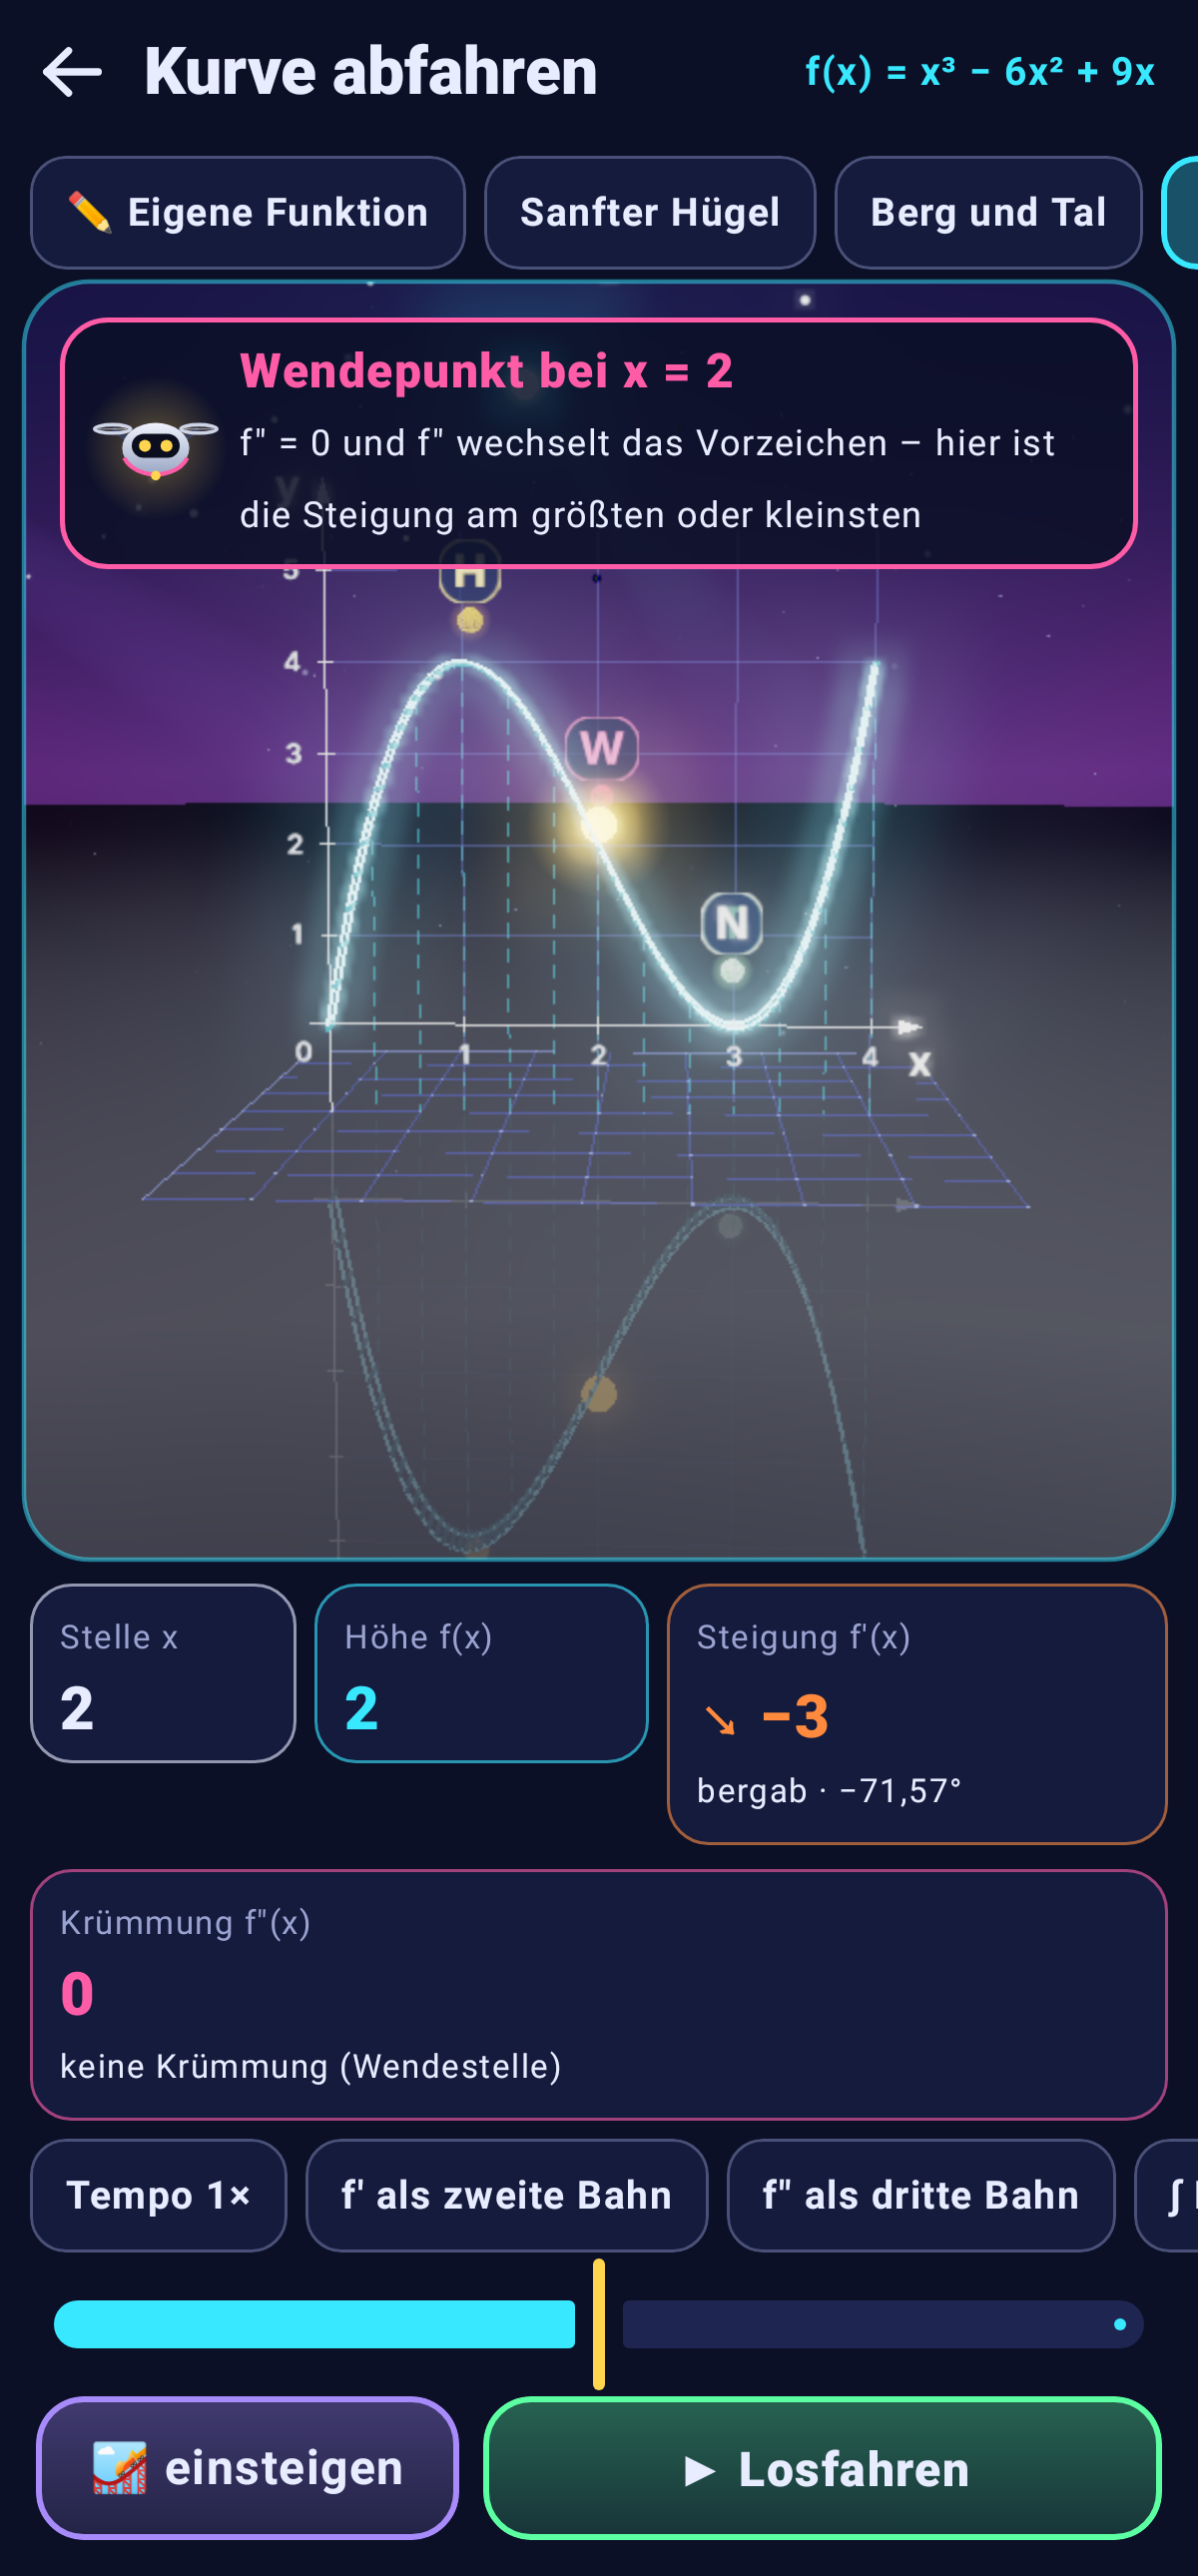 Kurve abfahren
f(x) = x³ − 6x² + 9x
✏️ Eigene Funktion
Sanfter Hügel
Berg und Tal
Wendepunkt bei x = 2
f" = 0 und f" wechselt das Vorzeichen – hier ist
die Steigung am größten oder kleinsten
y
5
H
4
3
W
2
N
1
0
1
2
3
4
x
Stelle x
2
Höhe f(x)
2
Steigung f'(x)
↘ −3
bergab · −71,57°
Krümmung f"(x)
0
keine Krümmung (Wendestelle)
Tempo 1×
f' als zweite Bahn
f" als dritte Bahn
∫
🎢 einsteigen
► Losfahren